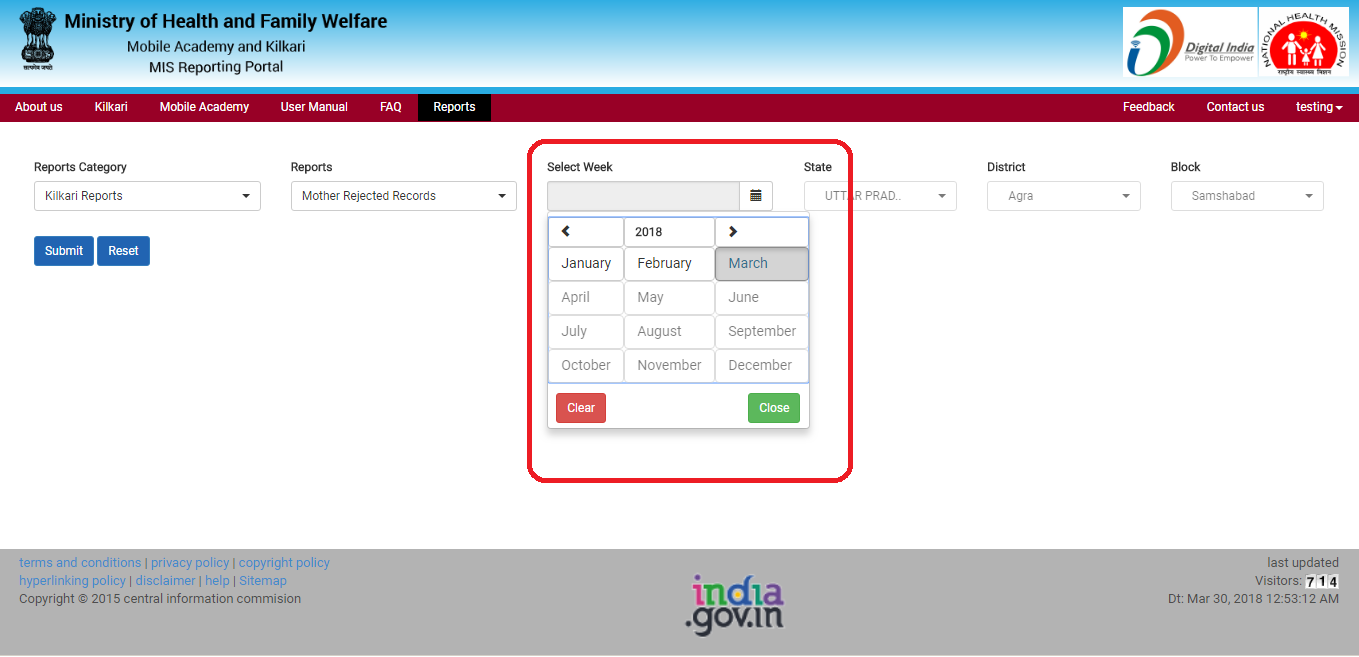 Ministry of Health and Family Welfare
Mobile Academy and Kilkari
MIS Reporting Portal
सत्यमेव जयते
Digital India
Power To Empower
NATIONAL HEALTH MISSION
राष्ट्रीय स्वास्थ्य मिशन
About us Kilkari Mobile Academy User Manual FAQ Reports Feedback Contact us testing
Reports Category Reports Select Week State District Block
Kilkari Reports Mother Rejected Records UTTAR PRAD.. Agra Samshabad
Submit Reset
2018
January February March
April May June
July August September
October November December
Clear Close
terms and conditions | privacy policy | copyright policy
hyperlinking policy | disclaimer | help | Sitemap
Copyright © 2015 central information commision
india
.gov.in
last updated
Visitors: 714
Dt: Mar 30, 2018 12:53:12 AM